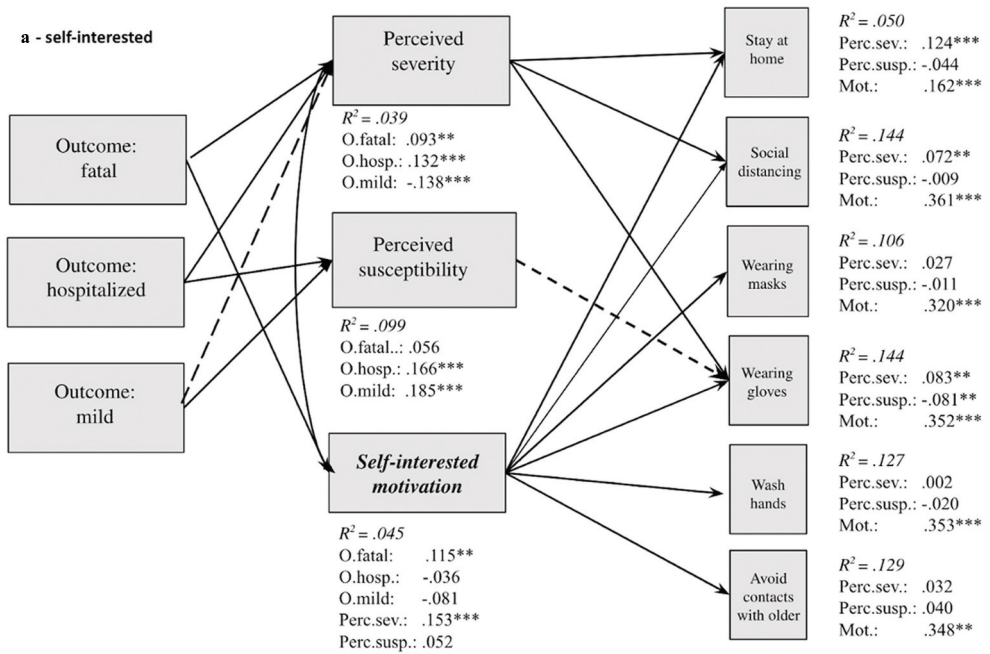 a - self-interested
Outcome:
fatal
Outcome:
hospitalized
Outcome:
mild
Perceived
severity
R² = .039
O.fatal: .093**
O.hosp.: .132***
O.mild: -.138***
Perceived
susceptibility
R² = .099
O.fatal..: .056
O.hosp.: .166***
O.mild: .185***
Self-interested
motivation
R² = .045
O.fatal: .115**
O.hosp.: -.036
O.mild: -.081
Perc.sev.: .153***
Perc.susp.: .052
Stay at
home
R² = .050
Perc.sev.: .124***
Perc.susp.: -.044
Mot.: .162***
Social
distancing
R² = .144
Perc.sev.: .072**
Perc.susp.: -.009
Mot.: .361***
Wearing
masks
R² = .106
Perc.sev.: .027
Perc.susp.: -.011
Mot.: .320***
Wearing
gloves
R² = .144
Perc.sev.: .083**
Perc.susp.: -.081**
Mot.: .352***
Wash
hands
R² = .127
Perc.sev.: .002
Perc.susp.: -.020
Mot.: .353***
Avoid
contacts
with older
R² = .129
Perc.sev.: .032
Perc.susp.: .040
Mot.: .348**